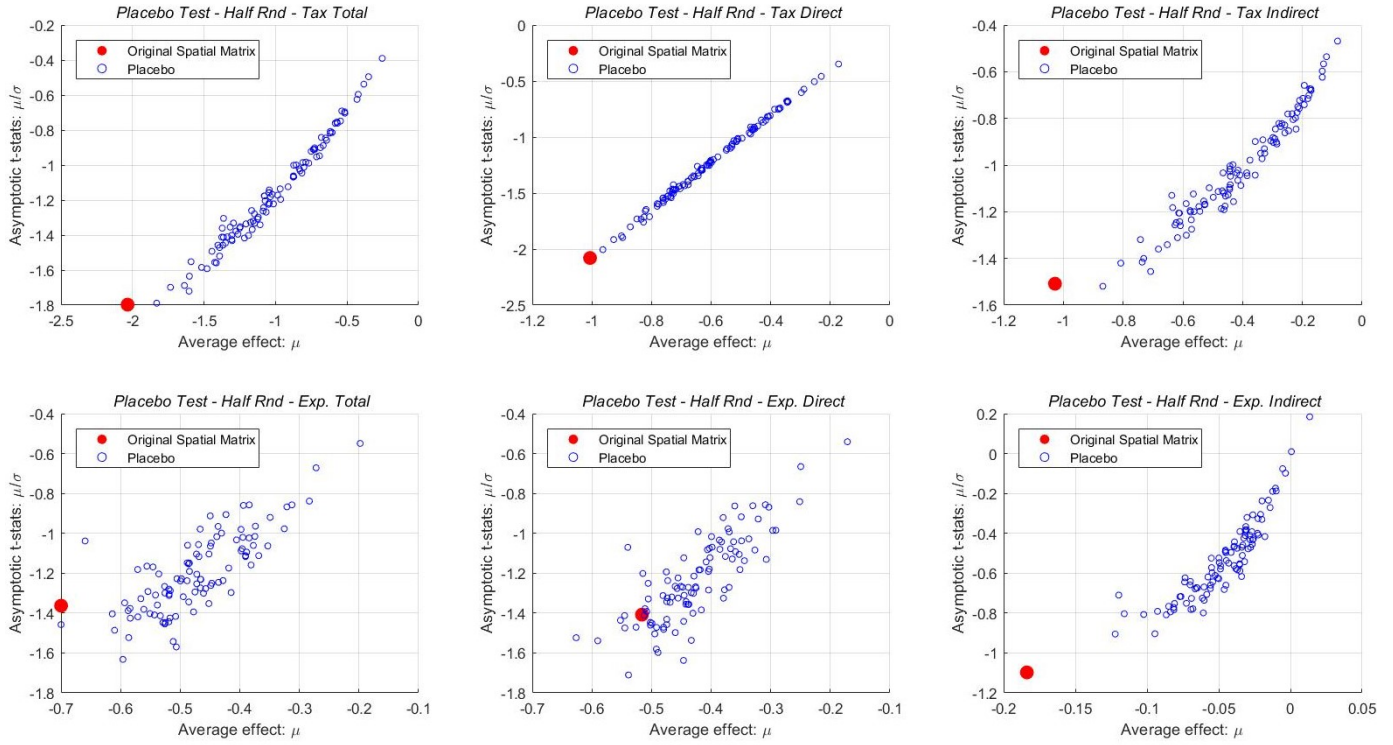 Placebo Test - Half Rnd - Tax Total
-0.2
-0.4
-0.6
-0.8
-1
-1.2
-1.4
-1.6
-1.8
Asymptotic t-stats: μ/σ
Original Spatial Matrix
Placebo
-2.5 -2 -1.5 -1 -0.5 0
Average effect: μ
Placebo Test - Half Rnd - Tax Direct
0
-0.5
-1
-1.5
-2
-2.5
Asymptotic t-stats: μ/σ
Original Spatial Matrix
Placebo
-1.2 -1 -0.8 -0.6 -0.4 -0.2 0
Average effect: μ
Placebo Test - Half Rnd - Tax Indirect
-0.4
-0.6
-0.8
-1
-1.2
-1.4
-1.6
Asymptotic t-stats: μ/σ
Original Spatial Matrix
Placebo
-1 -0.8 -0.6 -0.4 -0.2 0
Average effect: μ
Placebo Test - Half Rnd - Exp. Total
-0.4
-0.6
-0.8
-1
-1.2
-1.4
-1.6
-1.8
Asymptotic t-stats: μ/σ
Original Spatial Matrix
Placebo
-0.7 -0.6 -0.5 -0.4 -0.3 -0.2 -0.1
Average effect: μ
Placebo Test - Half Rnd - Exp. Direct
-0.4
-0.6
-0.8
-1
-1.2
-1.4
-1.6
-1.8
Asymptotic t-stats: μ/σ
Original Spatial Matrix
Placebo
-0.7 -0.6 -0.5 -0.4 -0.3 -0.2 -0.1
Average effect: μ
Placebo Test - Half Rnd - Exp. Indirect
0.2
0
-0.2
-0.4
-0.6
-0.8
-1
-1.2
Asymptotic t-stats: μ/σ
Original Spatial Matrix
Placebo
-0.2 -0.15 -0.1 -0.05 0 0.05
Average effect: μ